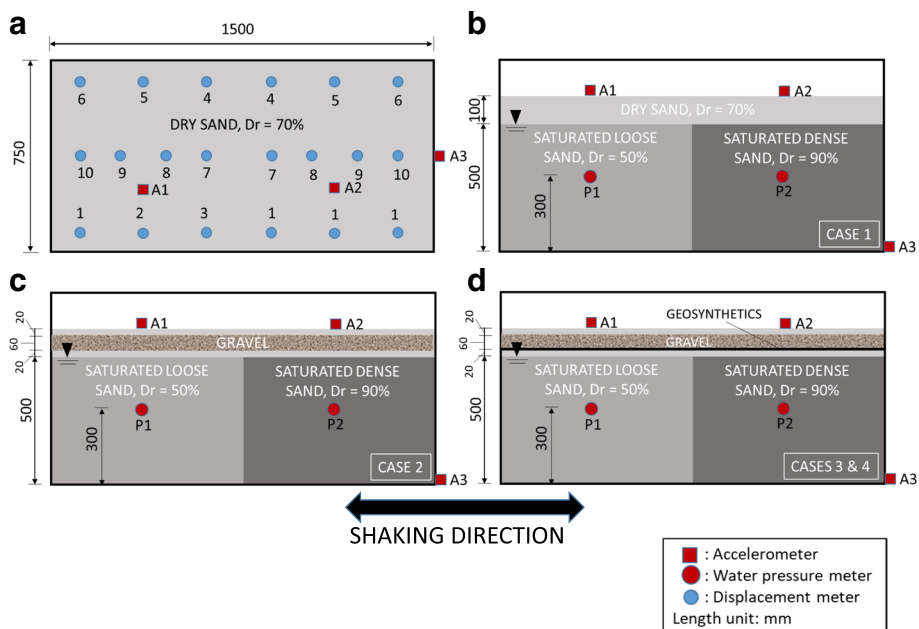 a
1500
750
6 5 4 4 5 6
DRY SAND, Dr = 70%
10 9 8 7 7 8 9 10
A3
A1
A2
1 2 3 1 1 1
b
A1
A2
100
DRY SAND, Dr = 70%
500
SATURATED LOOSE
SAND, Dr = 50%
SATURATED DENSE
SAND, Dr = 90%
P1
P2
300
CASE 1
A3
c
A1
A2
20
60
20
GRAVEL
500
SATURATED LOOSE
SAND, Dr = 50%
SATURATED DENSE
SAND, Dr = 90%
P1
P2
300
CASE 2
A3
d
A1
A2
GEOSYNTHETICS
20
60
20
GRAVEL
500
SATURATED LOOSE
SAND, Dr = 50%
SATURATED DENSE
SAND, Dr = 90%
P1
P2
300
CASES 3 & 4
A3
SHAKING DIRECTION
: Accelerometer
: Water pressure meter
: Displacement meter
Length unit: mm